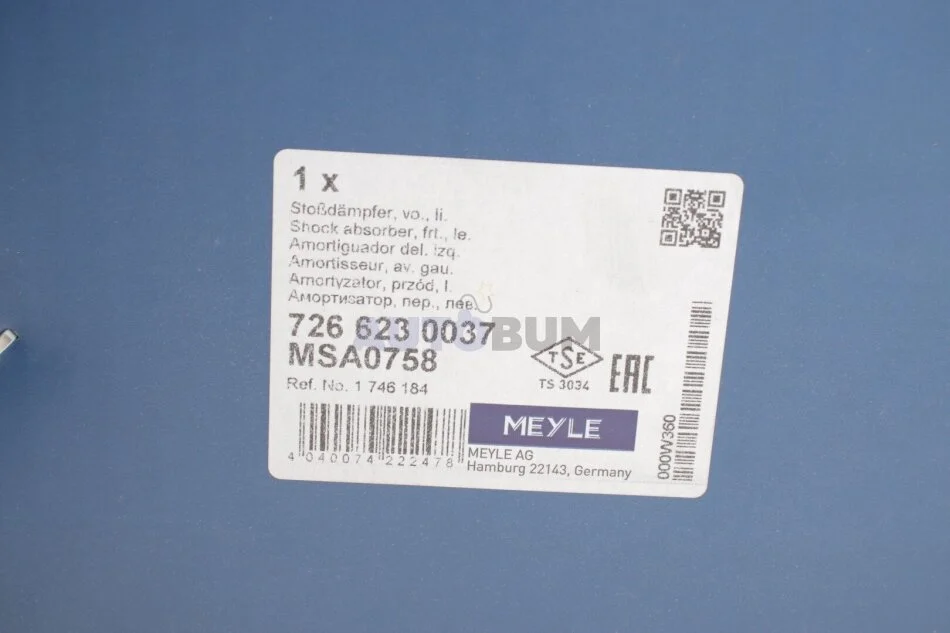 1 x
Stoßdämpfer, vo., li.
Shock absorber, frt., le.
Amortiguador del. izq.
Amortisseur, av. gau.
Amortyzator, przód, l.
Амортизатор, пер., лев.
726 623 0037
AUTOBUM
MSA0758
TSE
TS 3034
EAC
Ref. No. 1 746 184
MEYLE
4 040074 222478
MEYLE AG
Hamburg 22143, Germany
000W360